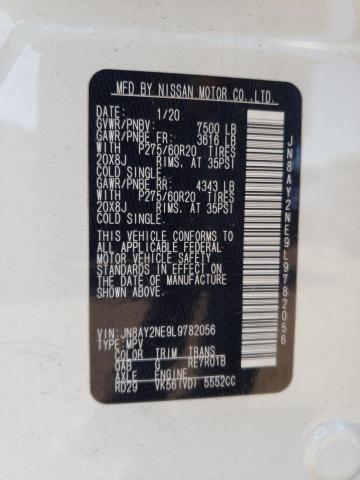 MFD BY NISSAN MOTOR CO.,LTD.
DATE: 1/20
GVWR/PNBV: 7500 LB
GAWR/PNBE FR: 3616 LB
WITH P275/60R20 TIRES
20X8J RIMS, AT 35PSI
COLD SINGLE.
GAWR/PNBE RR: 4343 LB
WITH P275/60R20 TIRES
20X8J RIMS, AT 35PSI
COLD SINGLE.
THIS VEHICLE CONFORMS TO
ALL APPLICABLE FEDERAL
MOTOR VEHICLE SAFETY
STANDARDS IN EFFECT ON
THE DATE OF MANUFACTURE
SHOWN ABOVE.
VIN: JN8AY2NE9L9782056
TYPE: MPV
COLOR TRIM TRANS
QAB G RE7R01B
AXLE ENGINE
RD29 VK56(VD) 5552CC
JN8AY2NE9L9782056